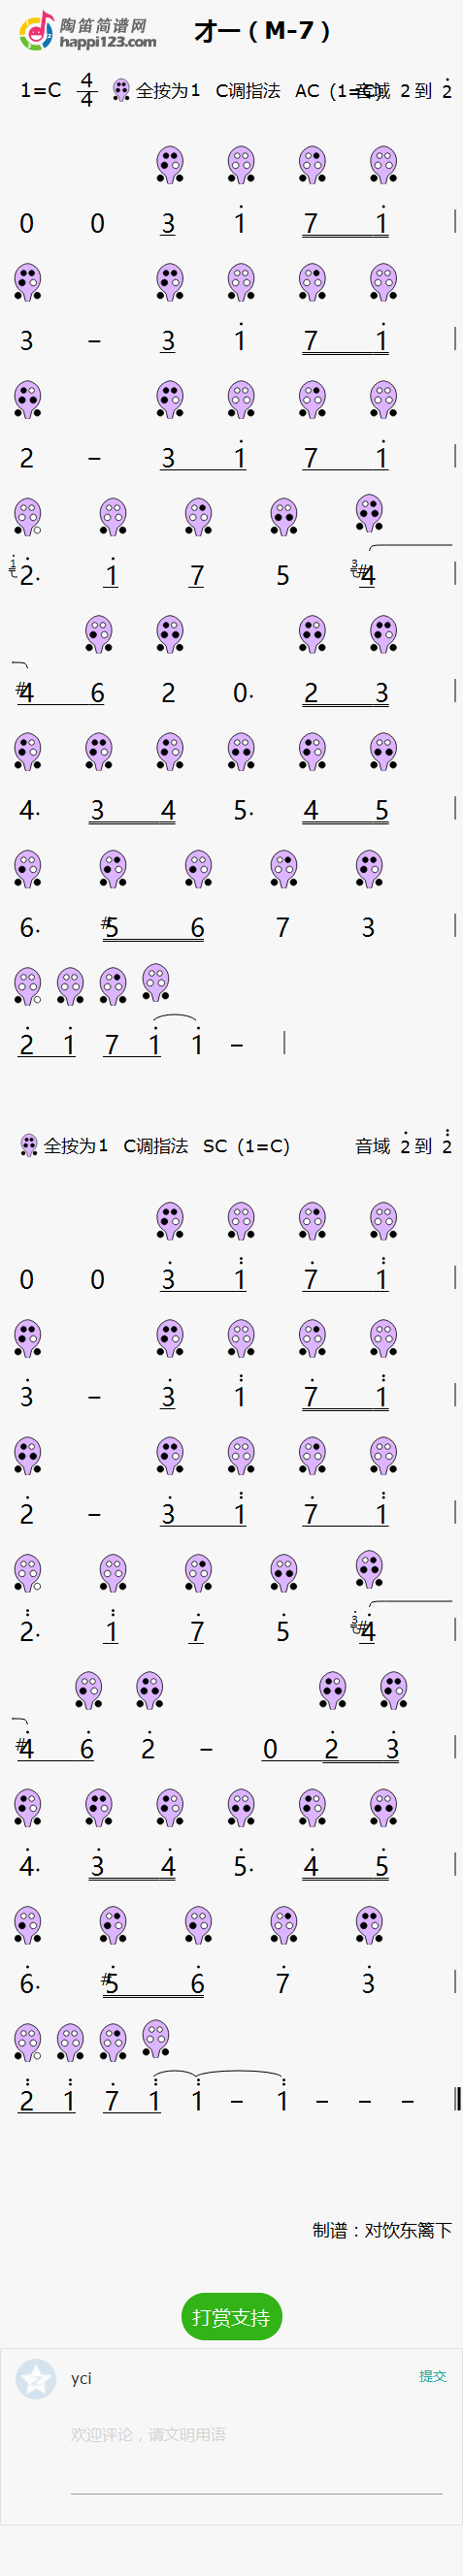 陶笛简谱网
happi123.com
才一（M-7）
1=C 4/4 全按为1 C调指法 AC (1=C) 音域 2 到 2̇
0 0 3 1̇ 7 1̇ |
3 – 3 1̇ 7 1̇ |
2 – 3 1̇ 7 1̇ |
1̇ 2̇· 1̇ 7 5 3 #4 |
#4 6 2 0· 2 3 |
4· 3 4 5· 4 5 |
6· #5 6 7 3 |
2̇ 1̇ 7 1̇ 1̇ – |
全按为1 C调指法 SC (1=C) 音域 2̇ 到 2̈
0 0 3̇ 1̈ 7̇ 1̈ |
3̇ – 3̇ 1̈ 7̇ 1̈ |
2̇ – 3̇ 1̈ 7̇ 1̈ |
2̈· 1̈ 7̇ 5̇ 3̇ #4̇ |
#4̇ 6̇ 2̇ – 0 2̇ 3̇ |
4̇· 3̇ 4̇ 5̇· 4̇ 5̇ |
6̇· #5̇ 6̇ 7̇ 3̇ |
2̈ 1̈ 7̇ 1̈ 1̈ – 1̈ – – – ‖
制谱：对饮东篱下
打赏支持
yci 提交
欢迎评论，请文明用语